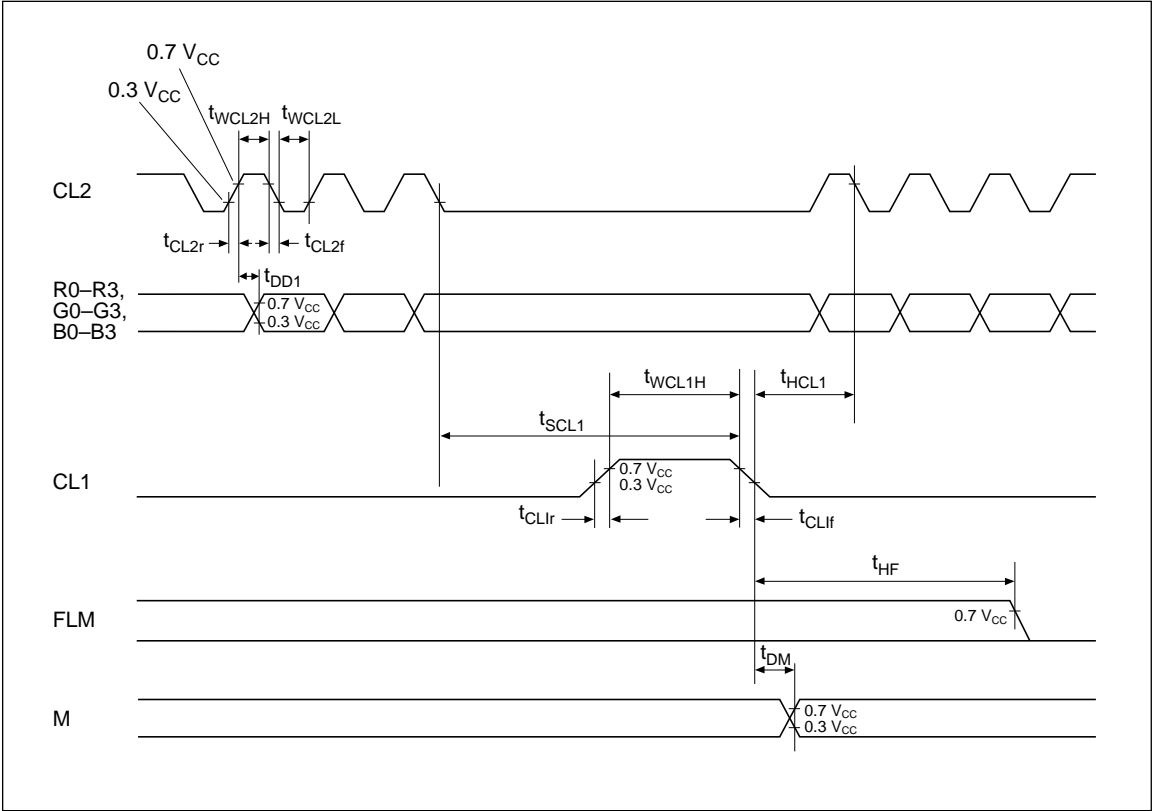 0.7 VCC
0.3 VCC
tWCL2H
tWCL2L
CL2
tCL2r
tCL2f
tDD1
R0–R3,
G0–G3,
B0–B3
0.7 VCC
0.3 VCC
tWCL1H
tHCL1
tSCL1
CL1
0.7 VCC
0.3 VCC
tCLIr
tCLIf
tHF
FLM
0.7 VCC
tDM
M
0.7 VCC
0.3 VCC